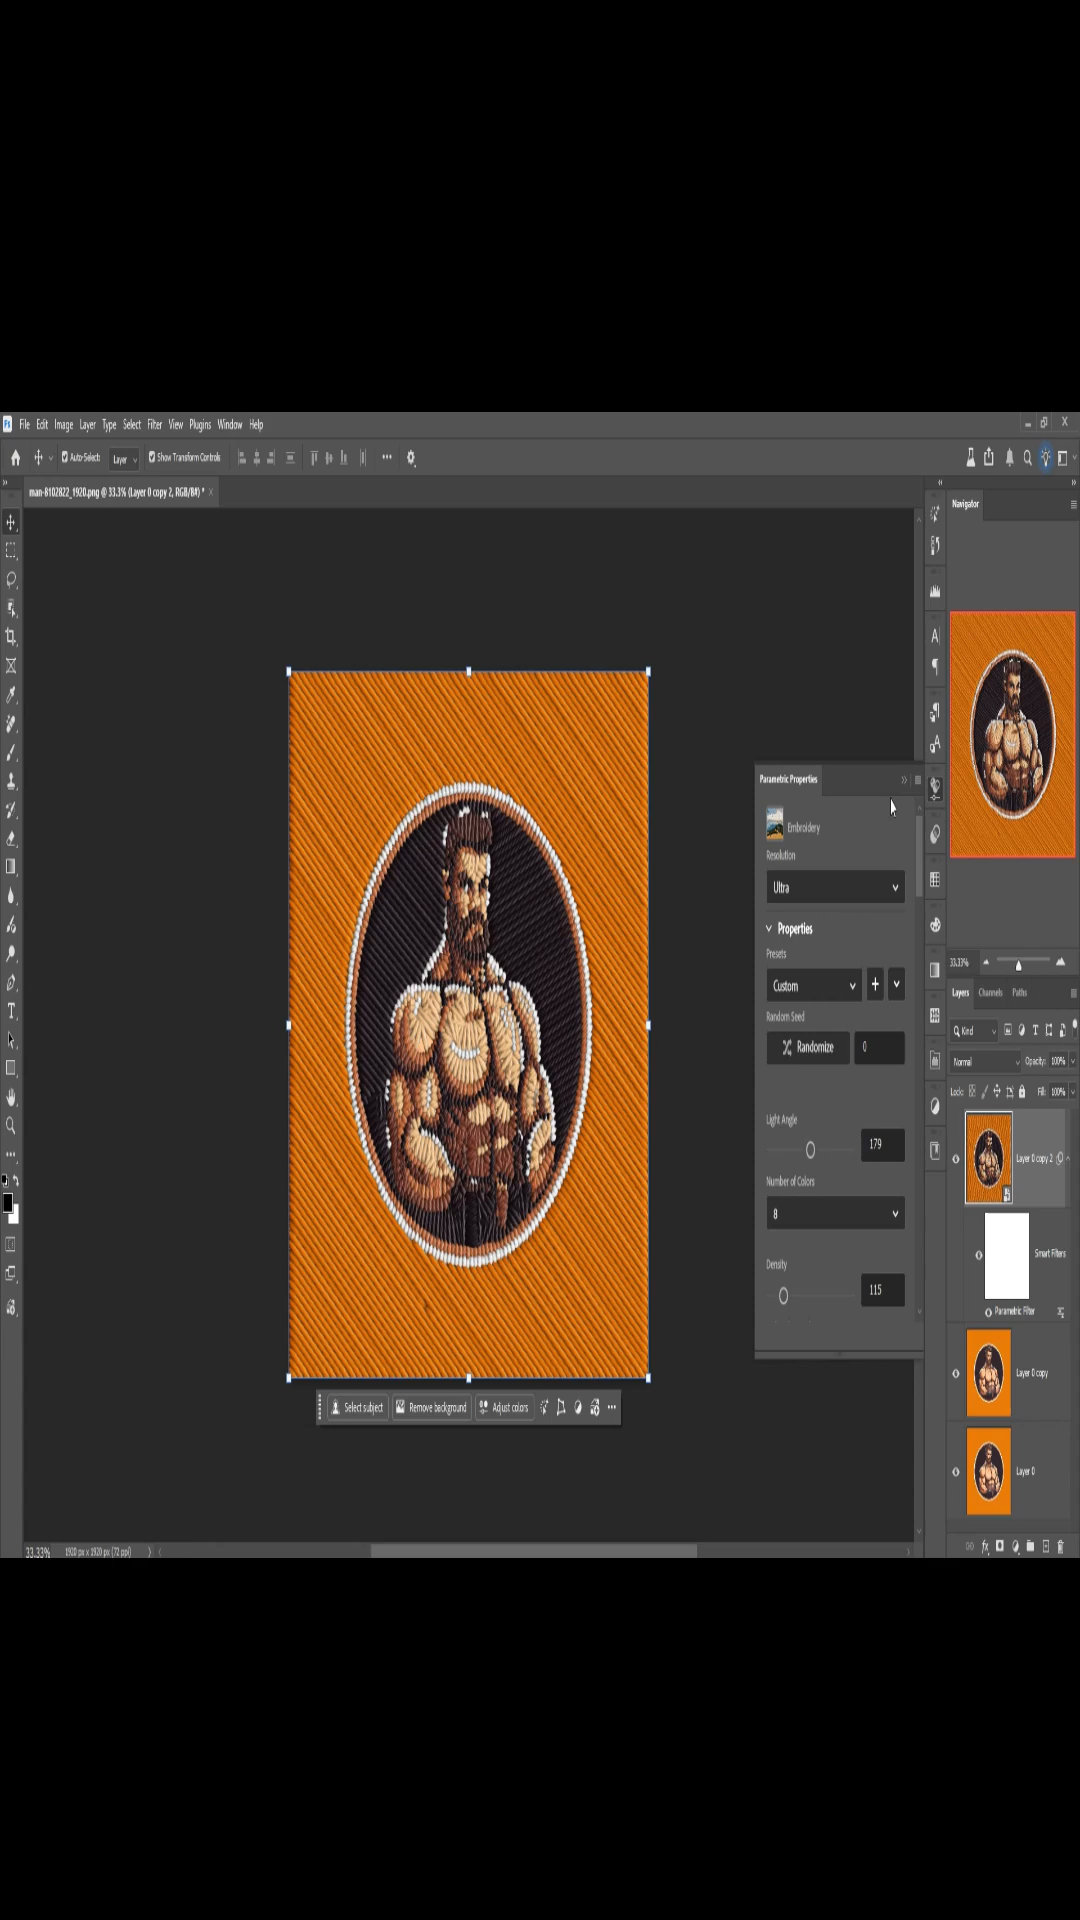 File Edit Image Layer Type Select Filter View Plugins Window Help
Auto-Select: Layer Show Transform Controls
man-8102822_1920.png @ 33.3% (Layer 0 copy 2, RGB/8#) * ×
Navigator
Parametric Properties
Embroidery
Resolution
Ultra
Properties
Presets
Custom
Random Seed
Randomize 0
Light Angle
179
Number of Colors
8
Density
115
33.33%
Layers Channels Paths
Kind
Normal Opacity: 100%
Lock: Fill: 100%
Layer 0 copy 2
Smart Filters
Parametric Filter
Layer 0 copy
Layer 0
Select subject Remove background Adjust colors
33.33% 1920 px x 1920 px (72 ppi)